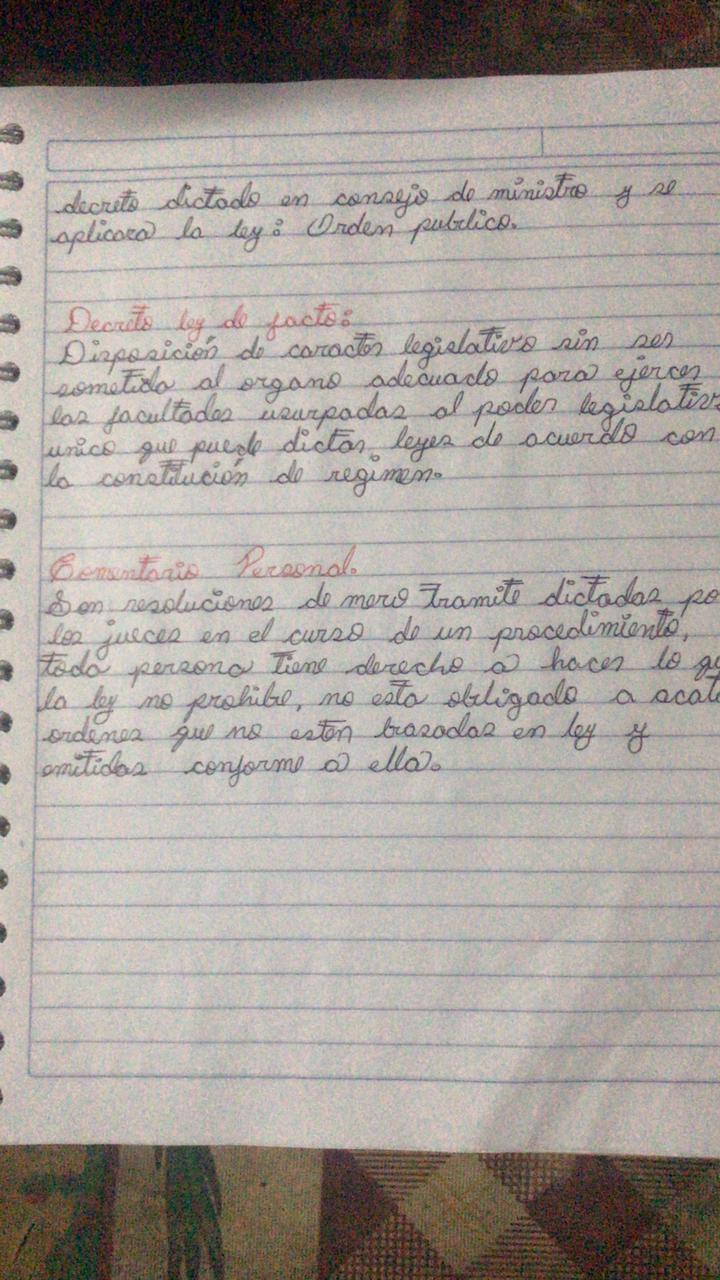 decreto dictado en consejo de ministro y se
aplicara la ley: Orden publico.
Decreto ley de facto:
Disposición de caracter legislativo sin ser
sometida al organo adecuado para ejercer
las facultades usurpadas al poder legislativo
unico que puede dictar leyes de acuerdo con
la constitución de regimen.
Comentario Personal.
Son resoluciones de mero tramite dictadas po
los jueces en el curso de un procedimiento,
toda persona tiene derecho a hacer lo qu
la ley no prohibe, no esta obligado a acat
ordenes que no esten basadas en ley y
emitidas conforme a ella.